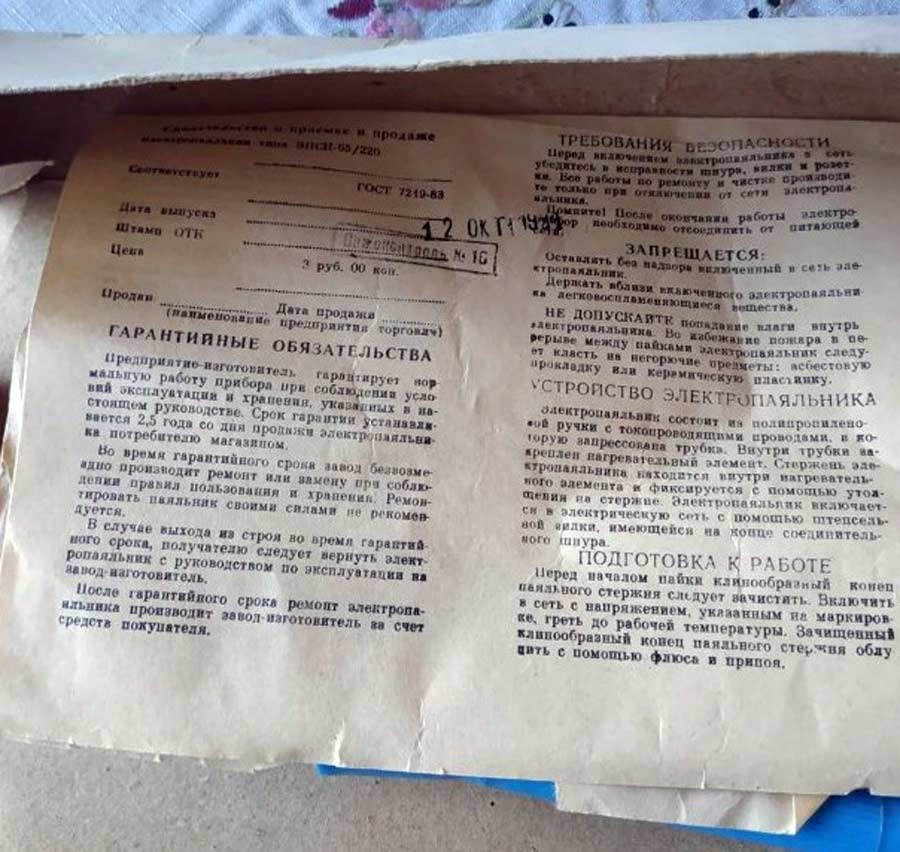 Свидетельство о приемке и продаже
электропаяльника типа ЭПСН-65/220
Соответствует
ГОСТ 7219-83
Дата выпуска
12 ОКТ
Штамп ОТК
№ 16
Цена
3 руб. 00 коп.
Продан Дата продажи
(наименование предприятия торговли)
ГАРАНТИЙНЫЕ ОБЯЗАТЕЛЬСТВА
Предприятие-изготовитель гарантирует нор-
мальную работу прибора при соблюдении усло-
вий эксплуатации и хранения, указанных в на-
стоящем руководстве. Срок гарантии устанавли-
вается 2,5 года со дня продажи электропаяльни-
ка потребителю магазином.
Во время гарантийного срока завод безвозме-
здно производит ремонт или замену при соблю-
дении правил пользования и хранения. Ремон-
тировать паяльник своими силами не рекомен-
дуется.
В случае выхода из строя во время гарантий-
ного срока, получателю следует вернуть элект-
ропаяльник с руководством по эксплуатации на
завод-изготовитель.
После гарантийного срока ремонт электропа-
яльника производит завод-изготовитель за счет
средств покупателя.
ТРЕБОВАНИЯ БЕЗОПАСНОСТИ
Перед включением электропаяльника в сеть
убедитесь в исправности шнура, вилки и розет-
ки. Все работы по ремонту и чистке производи-
те только при отключении от сети электропа-
яльника.
Помните! После окончания работы электро-
необходимо отсоединить от питающей
ЗАПРЕЩАЕТСЯ:
Оставлять без надзора включенный в сеть эле-
ктропаяльник.
Держать вблизи включенного электропаяльни-
ка легковоспламеняющиеся вещества.
НЕ ДОПУСКАЙТЕ попадание влаги внутрь
электропаяльника. Во избежание пожара в пе-
рерыве между пайками электропаяльник следу-
ет класть на негорючие предметы: асбестовую
прокладку или керамическую пластинку.
УСТРОЙСТВО ЭЛЕКТРОПАЯЛЬНИКА
Электропаяльник состоит из полипропилено-
вой ручки с токопроводящими проводами, в ко-
торую запрессована трубка. Внутри трубки за-
креплен нагревательный элемент. Стержень эле-
ктропаяльника находится внутри нагреватель-
ного элемента и фиксируется с помощью утол-
щения на стержне. Электропаяльник включает-
ся в электрическую сеть с помощью штепсель-
ной вилки, имеющейся на конце соединитель-
ного шнура.
ПОДГОТОВКА К РАБОТЕ
Перед началом пайки клинообразный конец
паяльного стержня следует зачистить. Включить
в сеть с напряжением, указанным на маркиров-
ке, греть до рабочей температуры. Зачищенный
клинообразный конец паяльного стержня облу-
дить с помощью флюса и припоя.